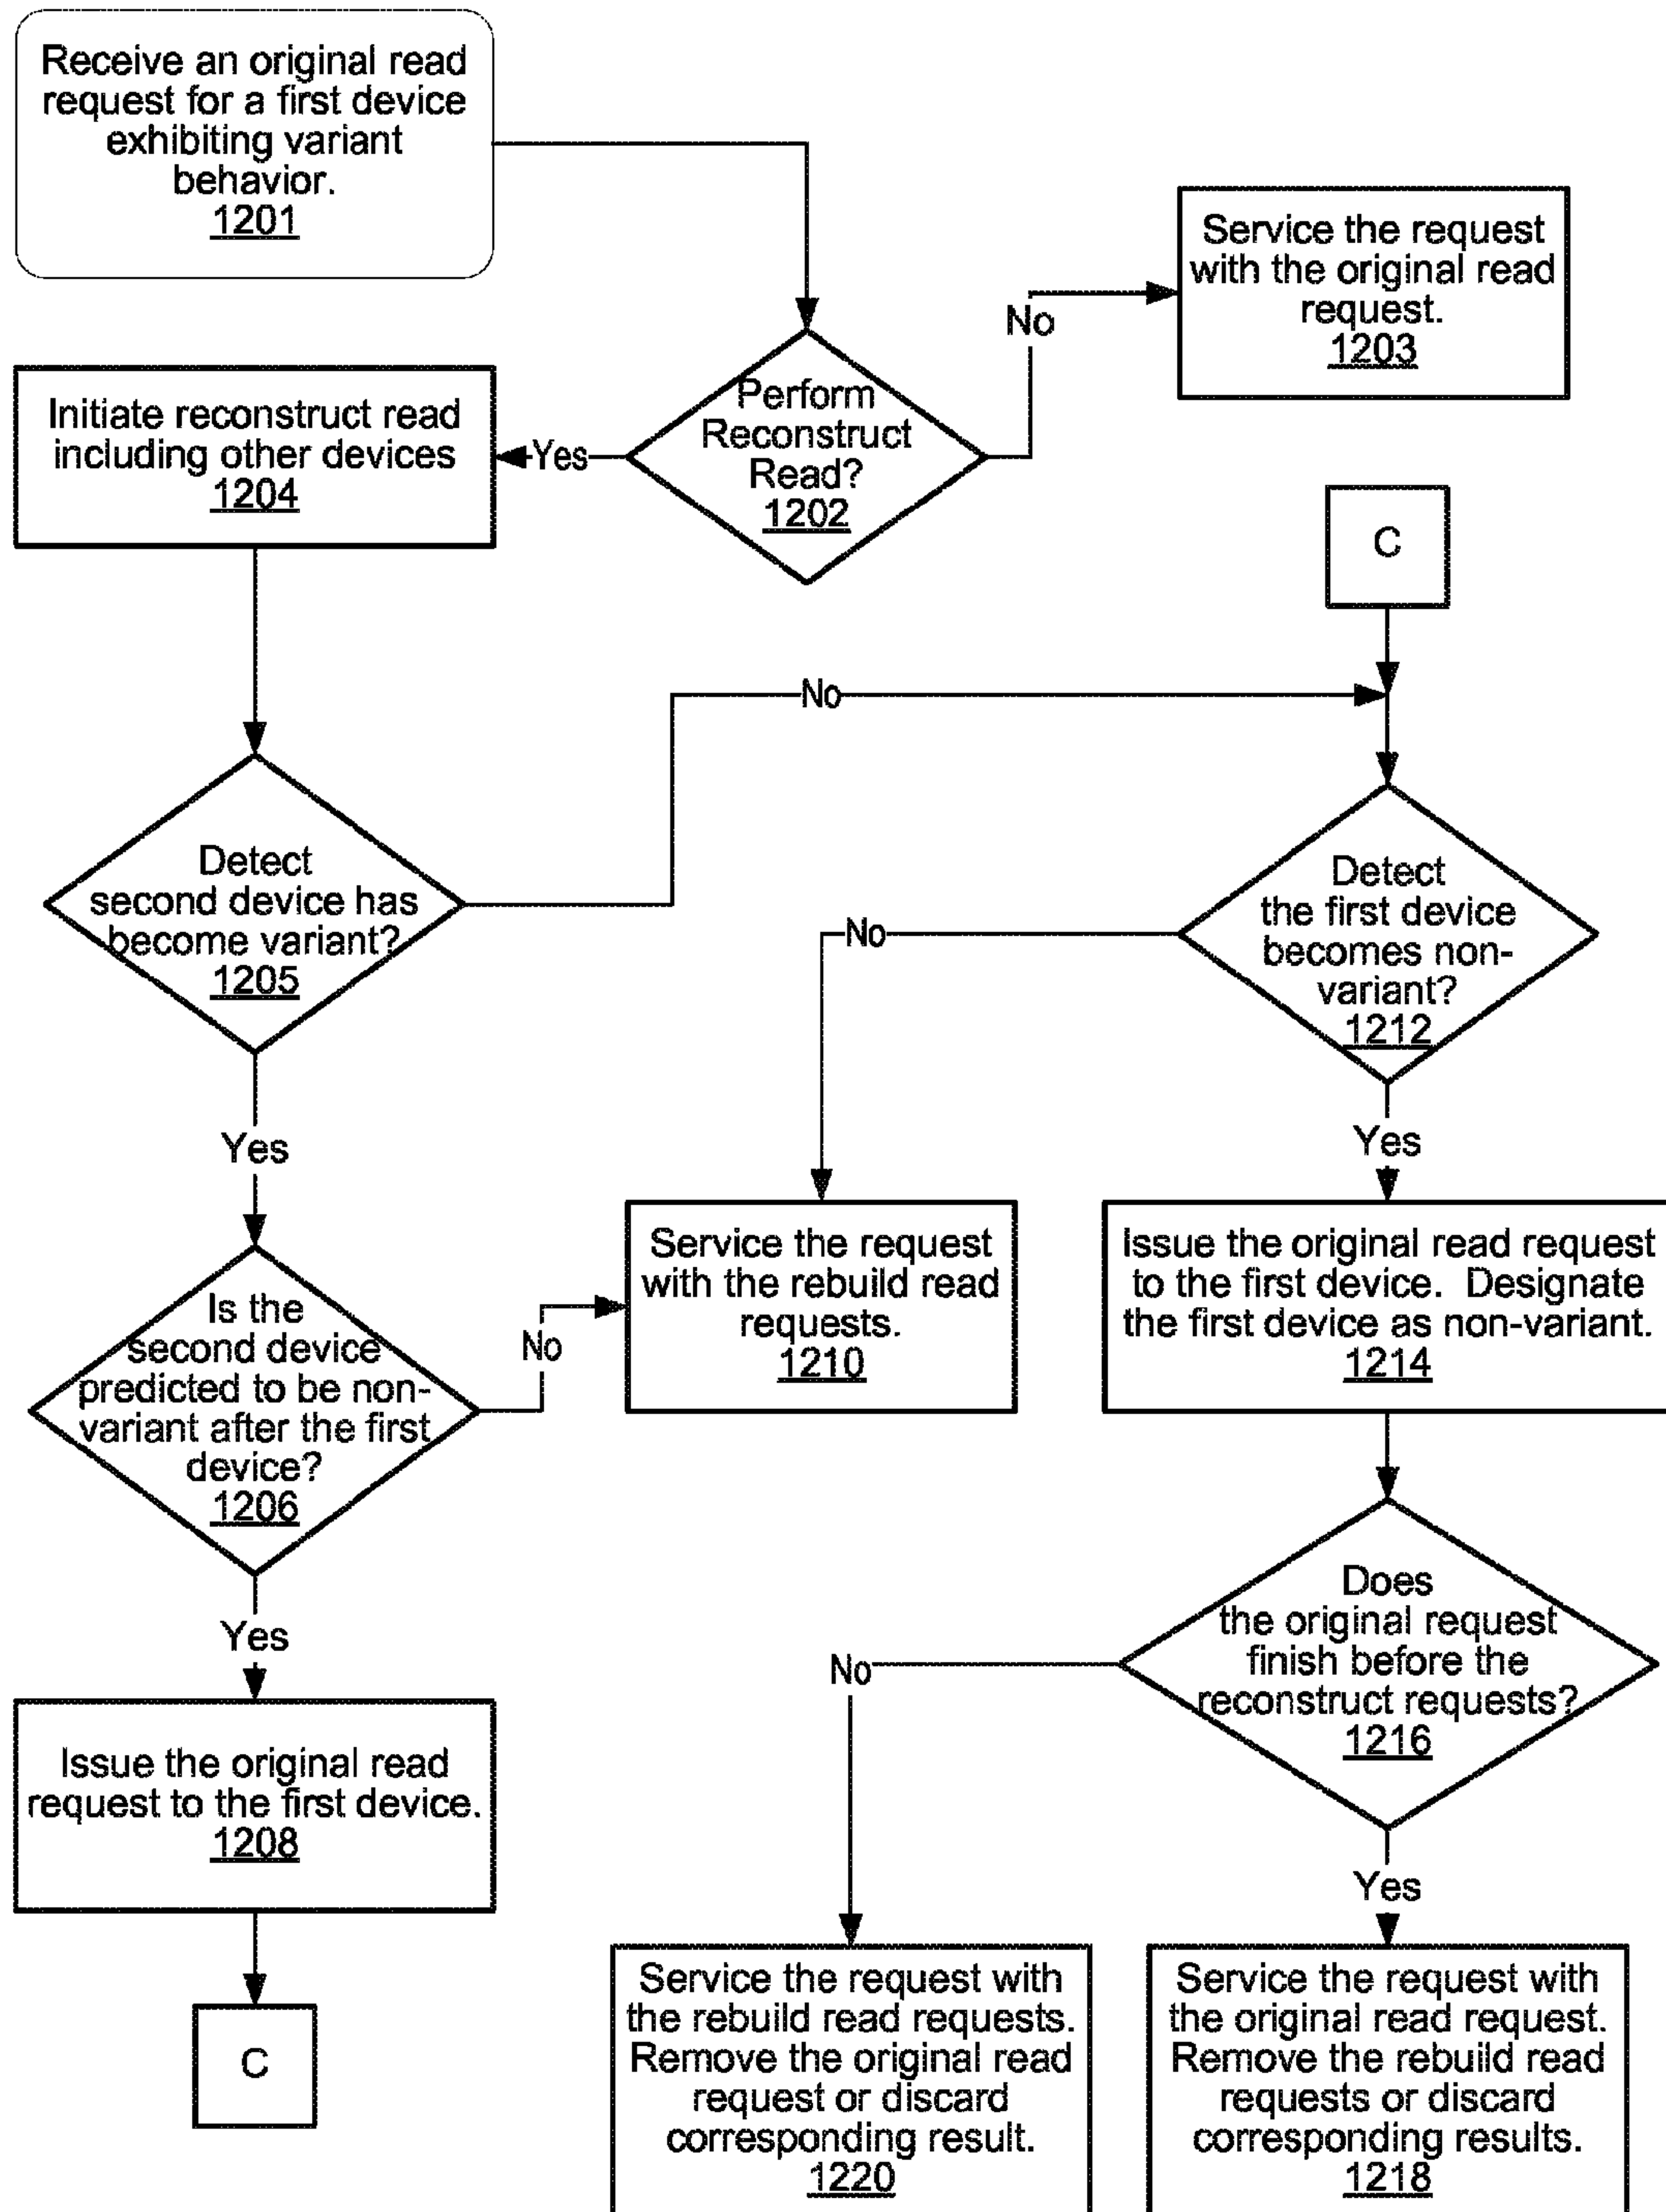 Receive an original read
request for a first device
exhibiting variant
behavior.
1201
Service the request
with the original read
request.
1203
No
Perform
Reconstruct
Read?
1202
Yes
Initiate reconstruct read
including other devices
1204
C
No
Detect
second device has
become variant?
1205
Detect
the first device
becomes non-
variant?
1212
No
Yes
Yes
Service the request
with the rebuild read
requests.
1210
Issue the original read request
to the first device. Designate
the first device as non-variant.
1214
Is the
second device
predicted to be non-
variant after the first
device?
1206
No
Yes
Does
the original request
finish before the
reconstruct requests?
1216
No
Yes
Issue the original read
request to the first device.
1208
C
Service the request with
the rebuild read requests.
Remove the original read
request or discard
corresponding result.
1220
Service the request with
the original read request.
Remove the rebuild read
requests or discard
corresponding results.
1218